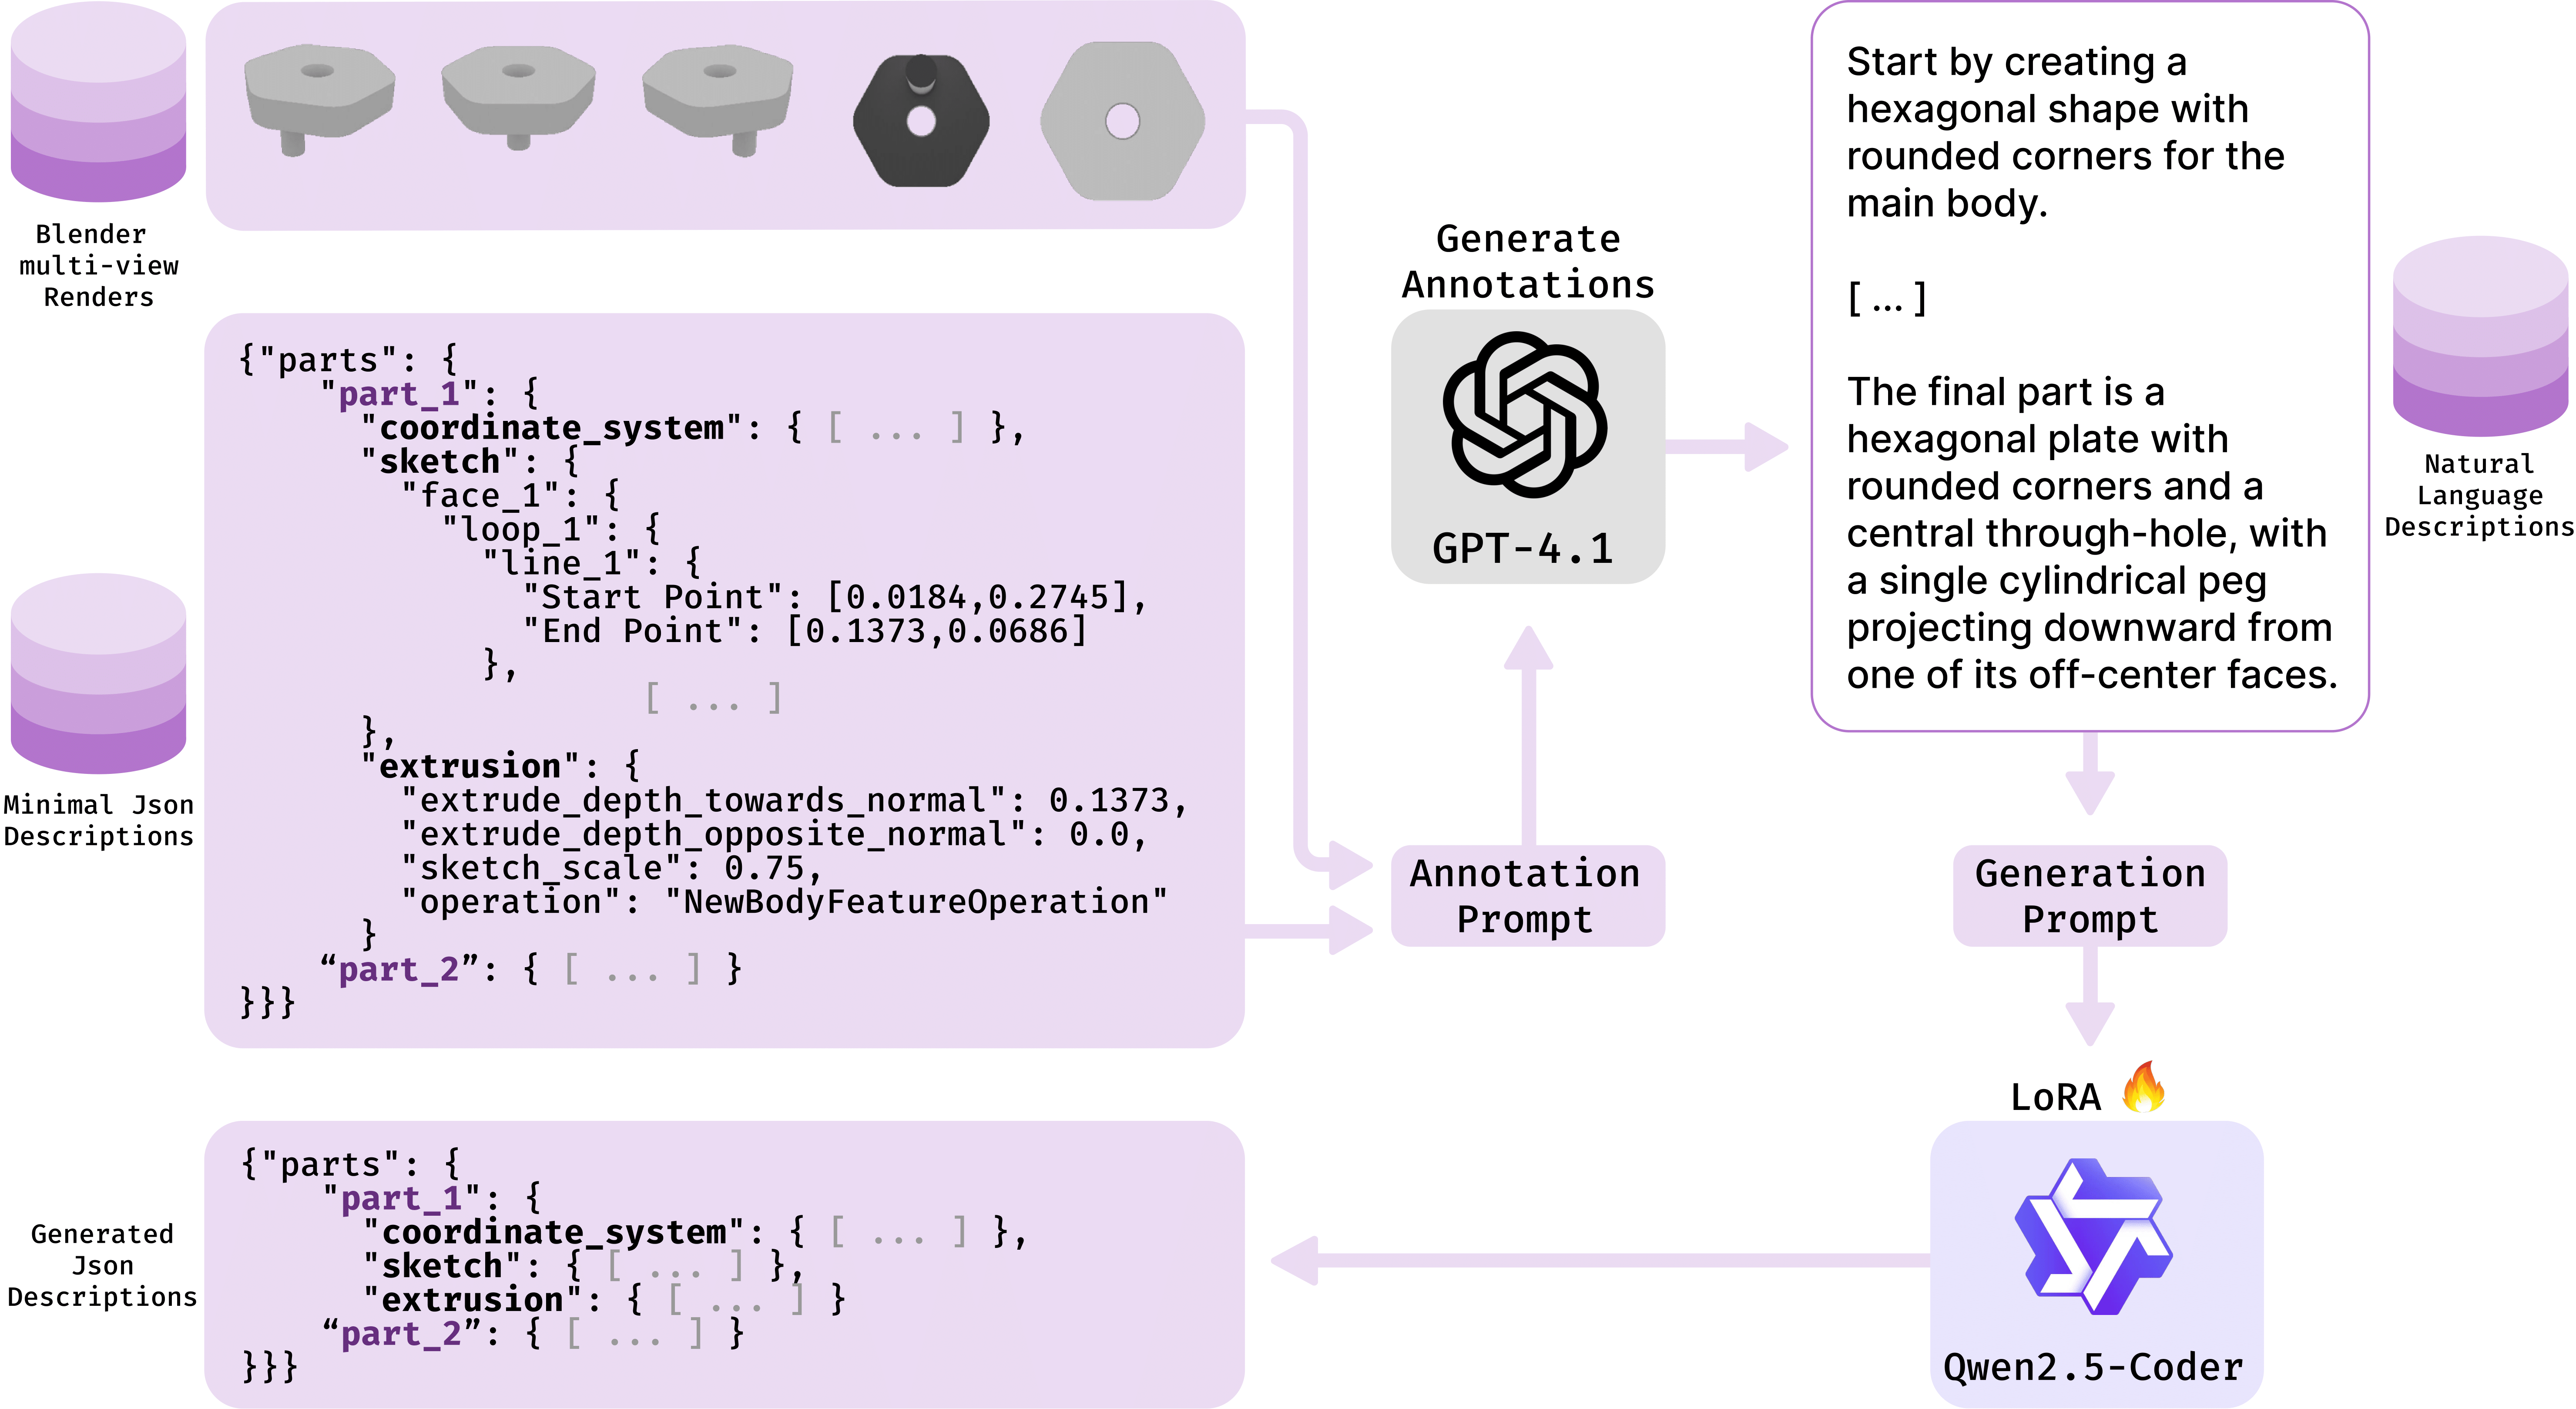 Blender
multi-view
Renders
{"parts": {
"part_1": {
"coordinate_system": { [ ... ] },
"sketch": {
"face_1": {
"loop_1": {
"line_1": {
"Start Point": [0.0184,0.2745],
"End Point": [0.1373,0.0686]
},
[ ... ]
},
"extrusion": {
"extrude_depth_towards_normal": 0.1373,
"extrude_depth_opposite_normal": 0.0,
"sketch_scale": 0.75,
"operation": "NewBodyFeatureOperation"
}
“part_2”: { [ ... ] }
}}}
Minimal Json
Descriptions
Generate
Annotations
GPT-4.1
Annotation
Prompt
Start by creating a
hexagonal shape with
rounded corners for the
main body.
[ ... ]
The final part is a
hexagonal plate with
rounded corners and a
central through-hole, with
a single cylindrical peg
projecting downward from
one of its off-center faces.
Natural
Language
Descriptions
Generation
Prompt
LoRA 🔥
Qwen2.5-Coder
Generated
Json
Descriptions
{"parts": {
"part_1": {
"coordinate_system": { [ ... ] },
"sketch": { [ ... ] },
"extrusion": { [ ... ] }
“part_2”: { [ ... ] }
}}}